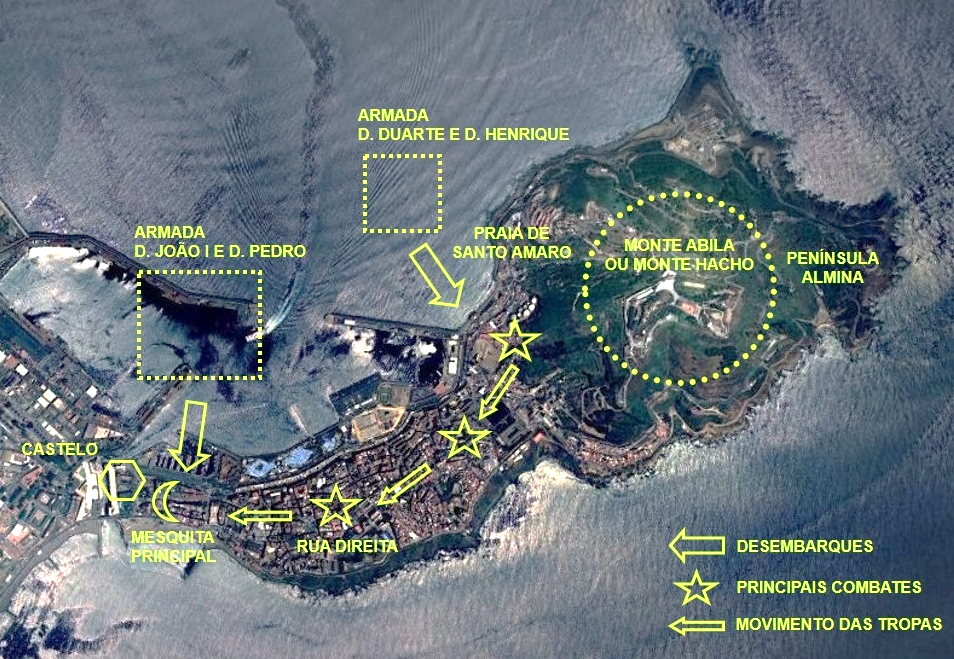 ARMADA
D. DUARTE E D. HENRIQUE
ARMADA
D. JOÃO I E D. PEDRO
PRAIA DE
SANTO AMARO
MONTE ABILA
OU MONTE HACHO
PENÍNSULA
ALMINA
CASTELO
MESQUITA
PRINCIPAL
RUA DIREITA
DESEMBARQUES
PRINCIPAIS COMBATES
MOVIMENTO DAS TROPAS